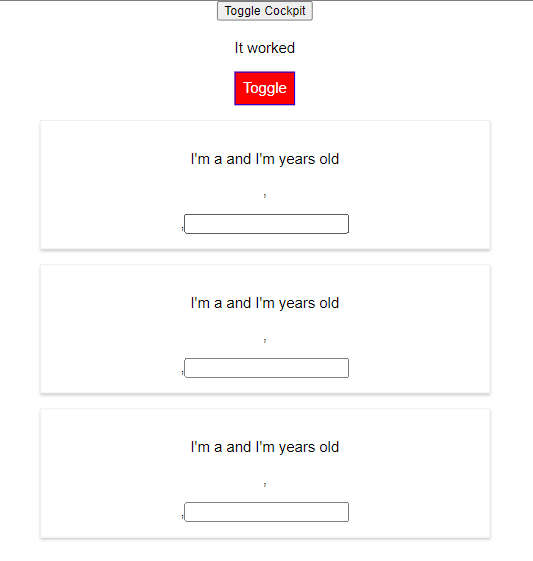 Toggle Cockpit
It worked
Toggle
I'm a and I'm years old
,
,
I'm a and I'm years old
,
,
I'm a and I'm years old
,
,